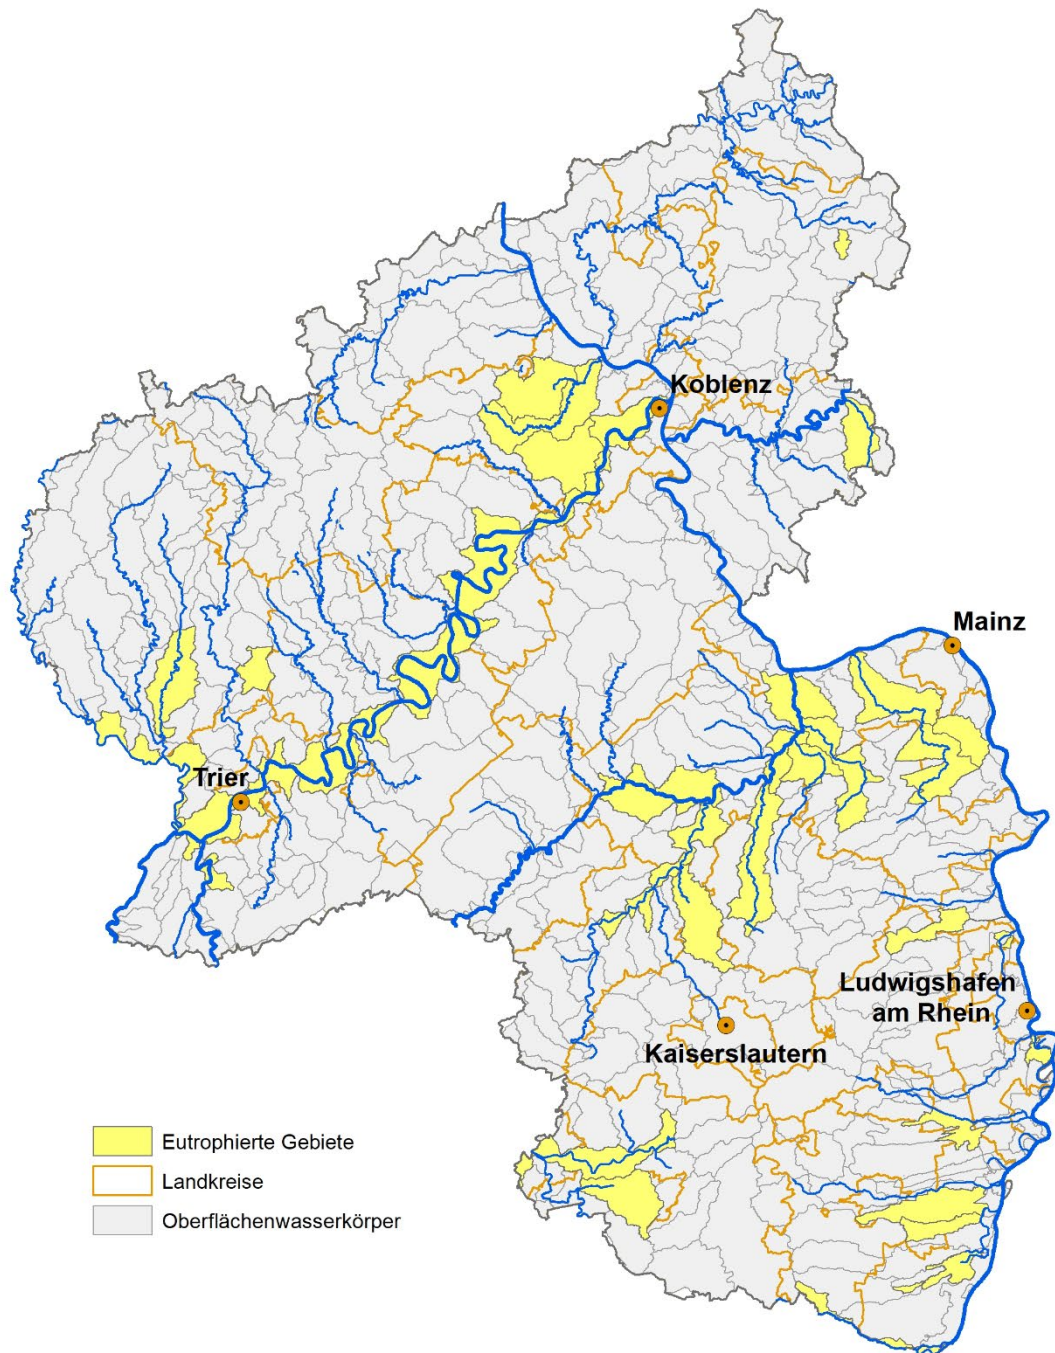 Koblenz
Mainz
Trier
Ludwigshafen
am Rhein
Kaiserslautern
Eutrophierte Gebiete
Landkreise
Oberflächenwasserkörper